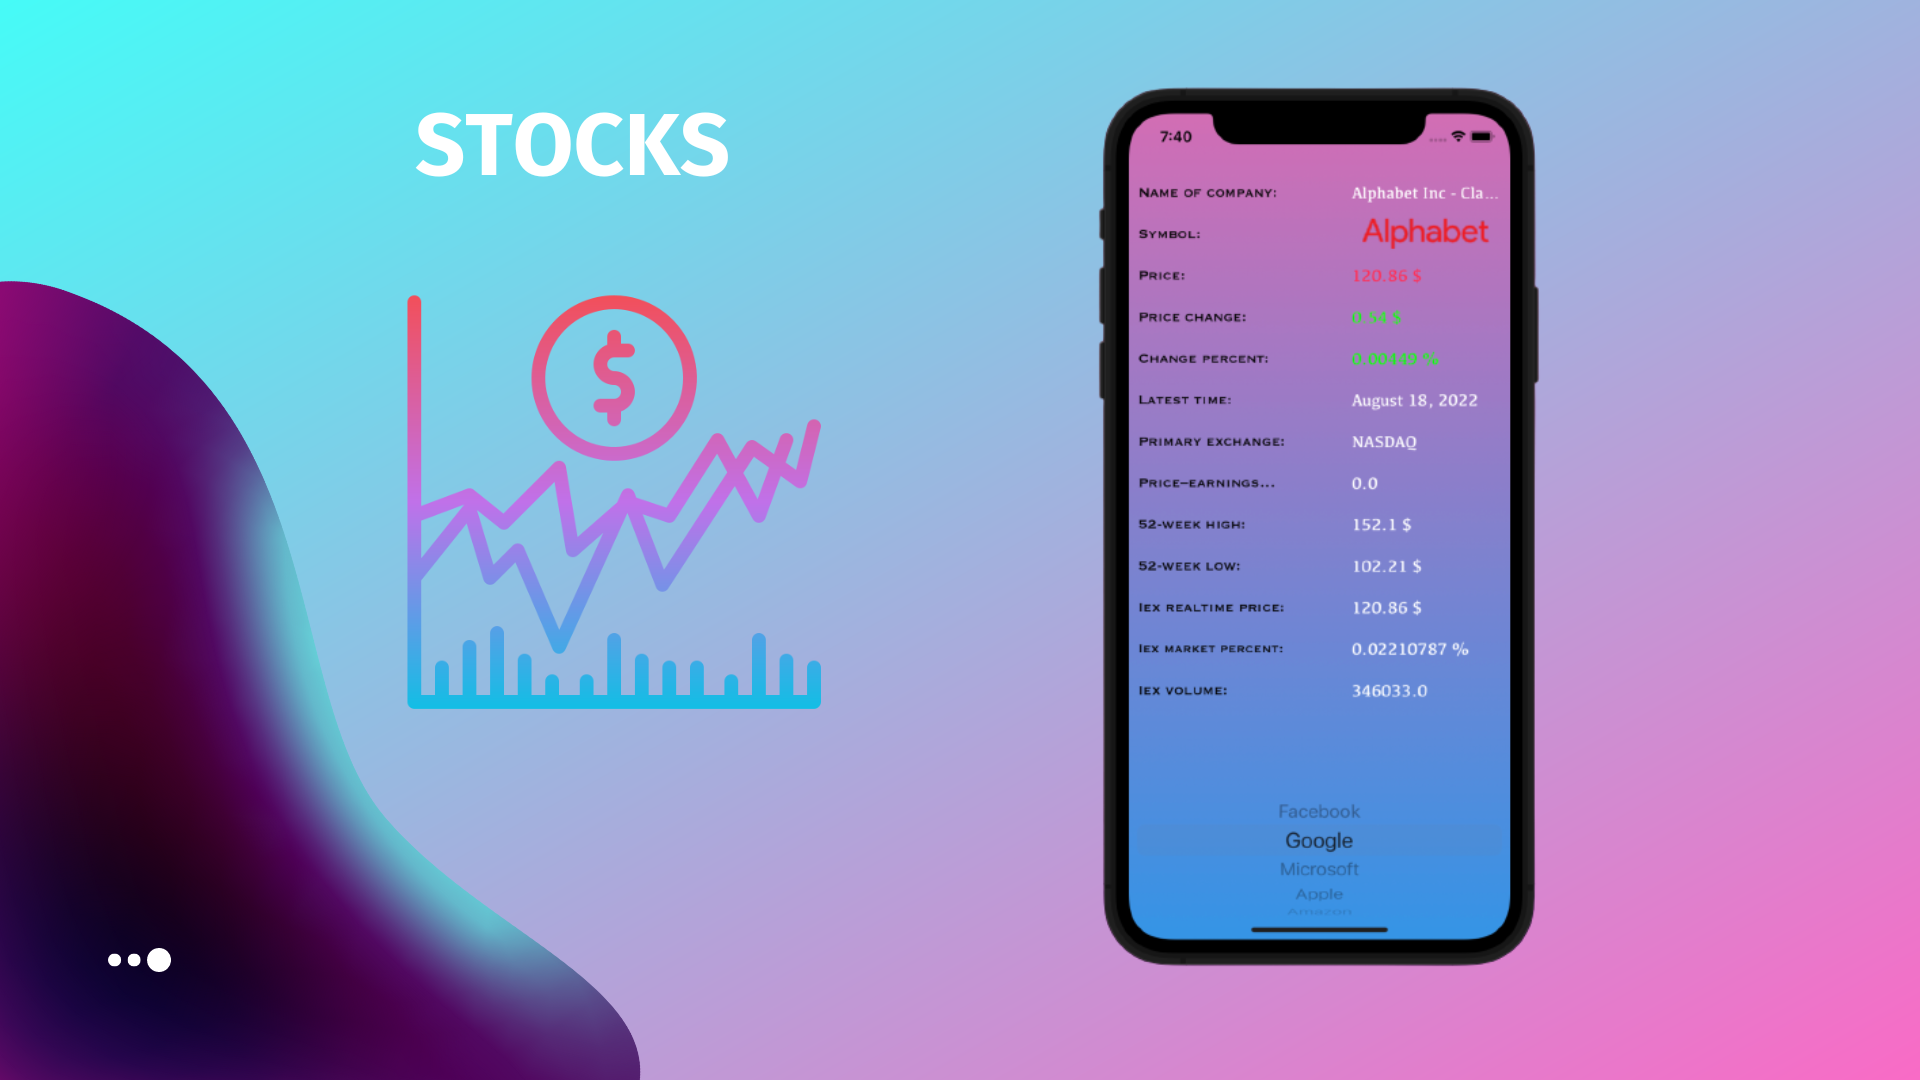 STOCKS
$
7:40
NAME OF COMPANY: Alphabet Inc - Cla...
SYMBOL: Alphabet
PRICE: 120.86 $
PRICE CHANGE: 0.54 $
CHANGE PERCENT: 0.00449 %
LATEST TIME: August 18, 2022
PRIMARY EXCHANGE: NASDAQ
PRICE–EARNINGS... 0.0
52-WEEK HIGH: 152.1 $
52-WEEK LOW: 102.21 $
IEX REALTIME PRICE: 120.86 $
IEX MARKET PERCENT: 0.02210787 %
IEX VOLUME: 346033.0
Facebook
Google
Microsoft
Apple
Amazon